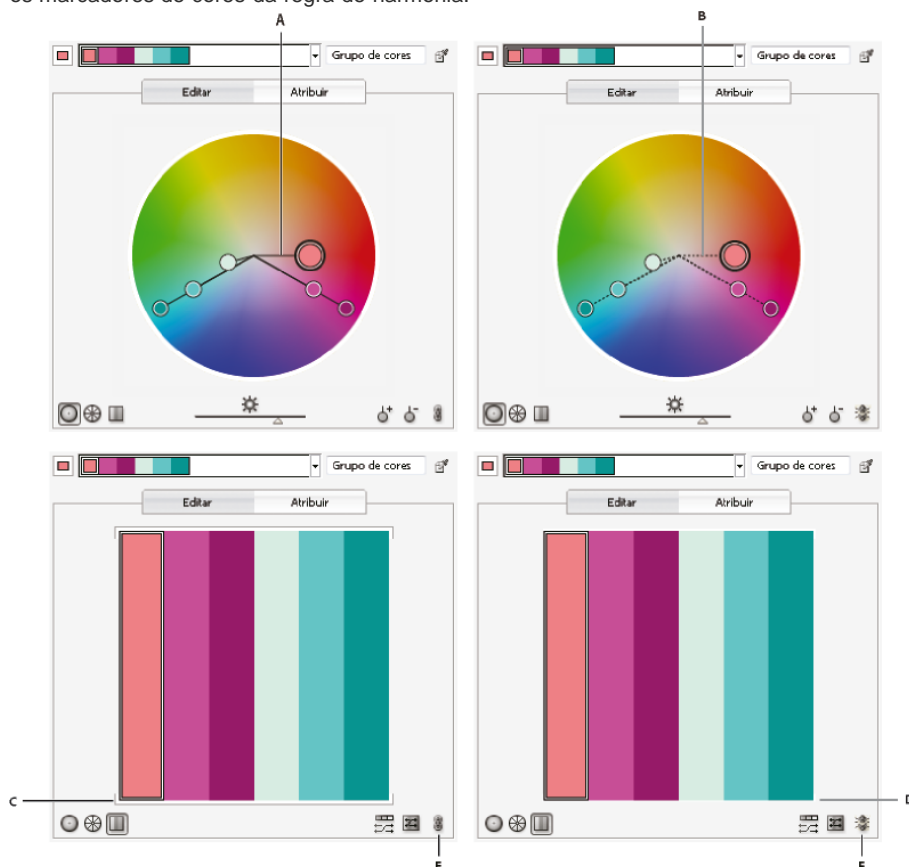 os marcadores de cores da regra de harmonia.
A
B
Grupo de cores
Grupo de cores
Editar Atribuir
Editar Atribuir
Grupo de cores
Grupo de cores
Editar Atribuir
Editar Atribuir
C
D